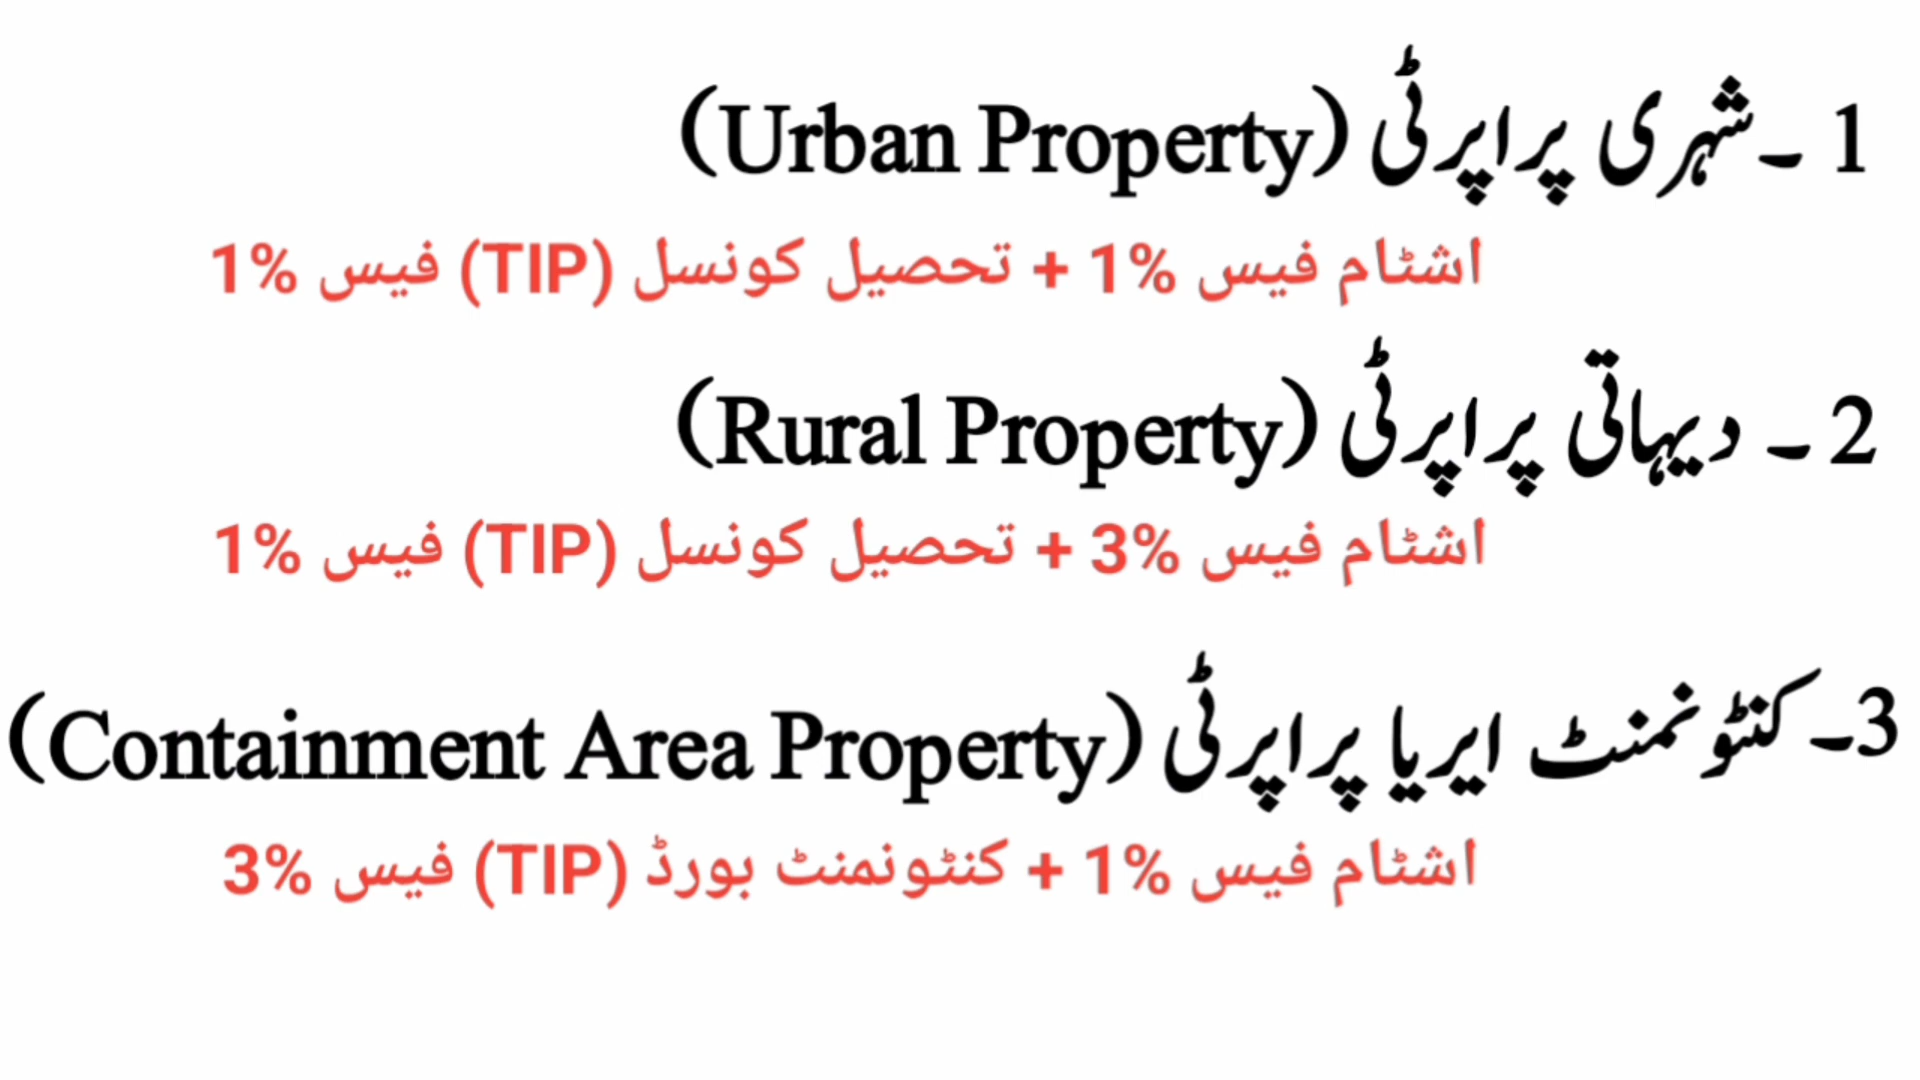 1 ۔شہری پراپرٹی (Urban Property)
اشٹام فیس 1% + تحصیل کونسل (TIP) فیس 1%
2 ۔ دیہاتی پراپرٹی (Rural Property)
اشٹام فیس 3% + تحصیل کونسل (TIP) فیس 1%
3۔کنٹونمنٹ ایریا پراپرٹی (Containment Area Property)
اشٹام فیس 1% + کنٹونمنٹ بورڈ (TIP) فیس 3%